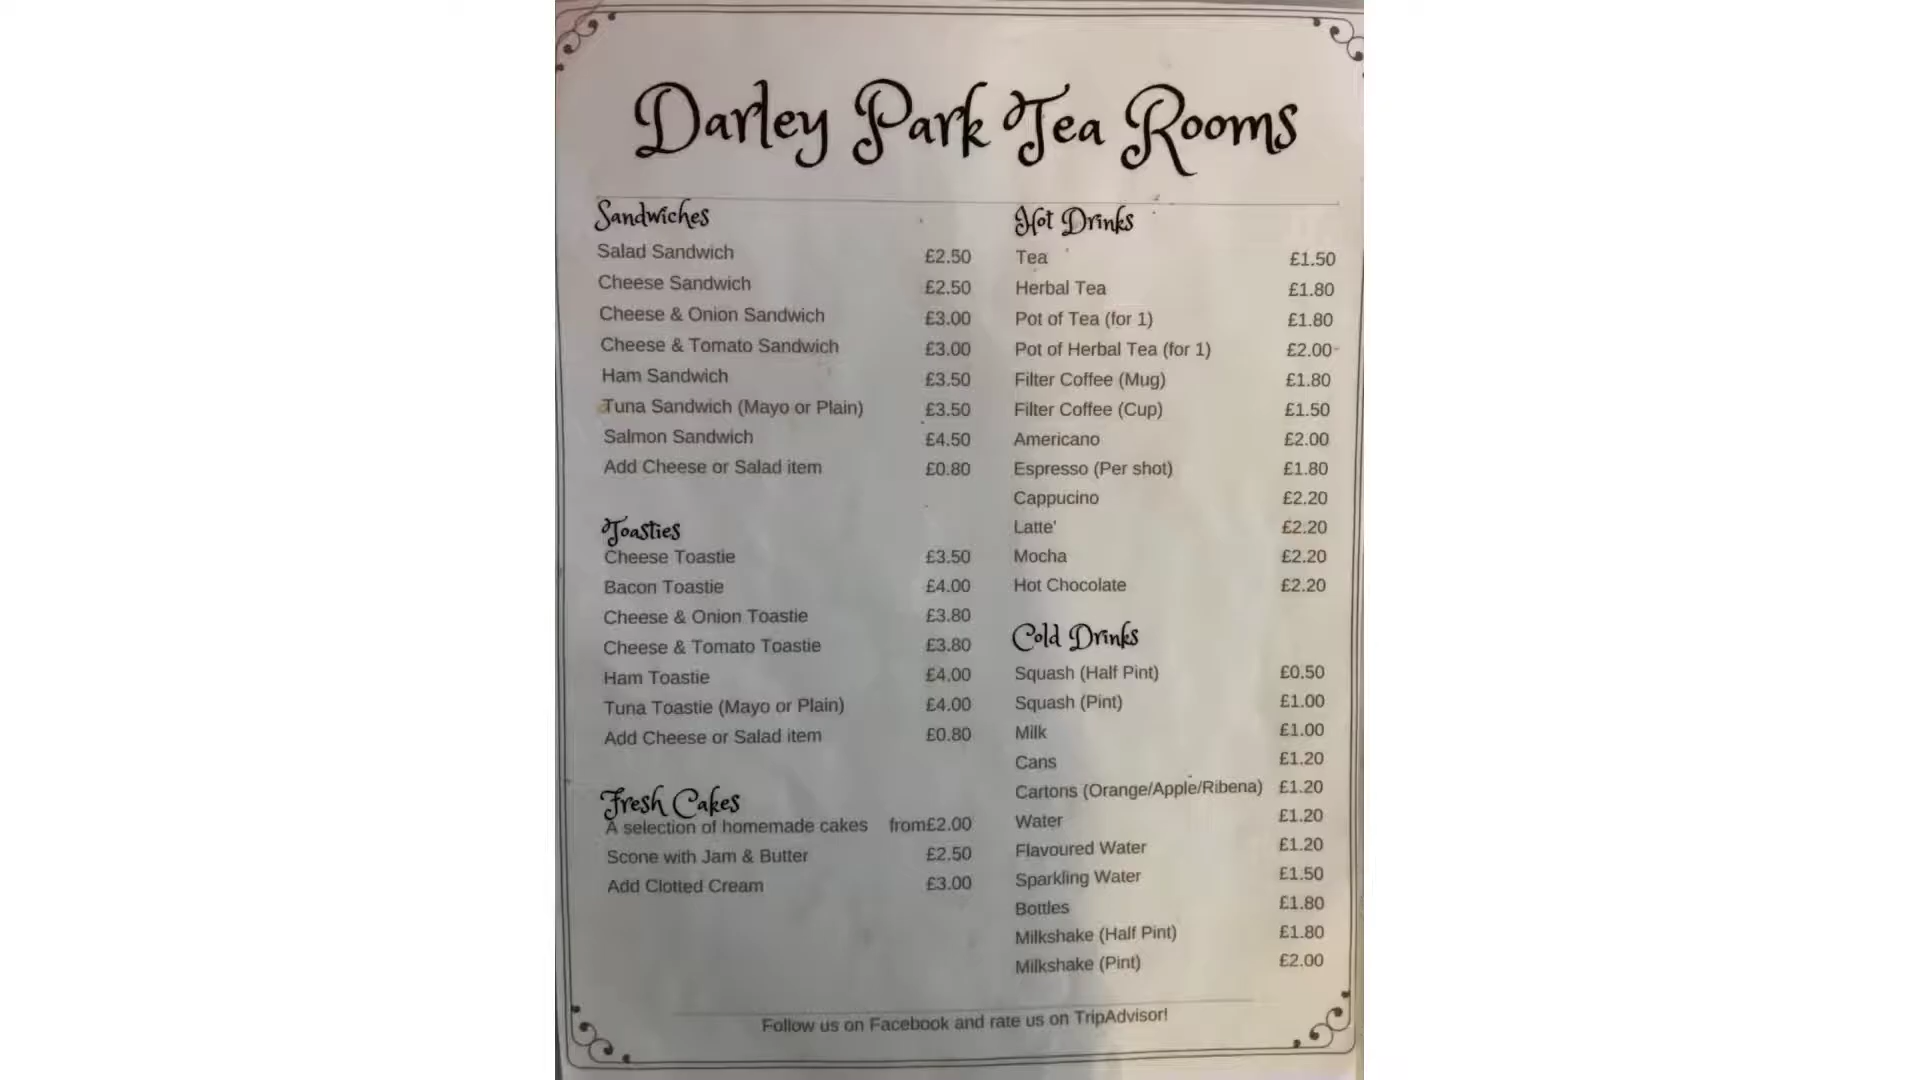 Darley Park Tea Rooms
Sandwiches
Salad Sandwich £2.50
Cheese Sandwich £2.50
Cheese & Onion Sandwich £3.00
Cheese & Tomato Sandwich £3.00
Ham Sandwich £3.50
Tuna Sandwich (Mayo or Plain) £3.50
Salmon Sandwich £4.50
Add Cheese or Salad item £0.80
Toasties
Cheese Toastie £3.50
Bacon Toastie £4.00
Cheese & Onion Toastie £3.80
Cheese & Tomato Toastie £3.80
Ham Toastie £4.00
Tuna Toastie (Mayo or Plain) £4.00
Add Cheese or Salad item £0.80
Fresh Cakes
A selection of homemade cakes from£2.00
Scone with Jam & Butter £2.50
Add Clotted Cream £3.00
Hot Drinks
Tea £1.50
Herbal Tea £1.80
Pot of Tea (for 1) £1.80
Pot of Herbal Tea (for 1) £2.00
Filter Coffee (Mug) £1.80
Filter Coffee (Cup) £1.50
Americano £2.00
Espresso (Per shot) £1.80
Cappucino £2.20
Latte' £2.20
Mocha £2.20
Hot Chocolate £2.20
Cold Drinks
Squash (Half Pint) £0.50
Squash (Pint) £1.00
Milk £1.00
Cans £1.20
Cartons (Orange/Apple/Ribena) £1.20
Water £1.20
Flavoured Water £1.20
Sparkling Water £1.50
Bottles £1.80
Milkshake (Half Pint) £1.80
Milkshake (Pint) £2.00
Follow us on Facebook and rate us on TripAdvisor!